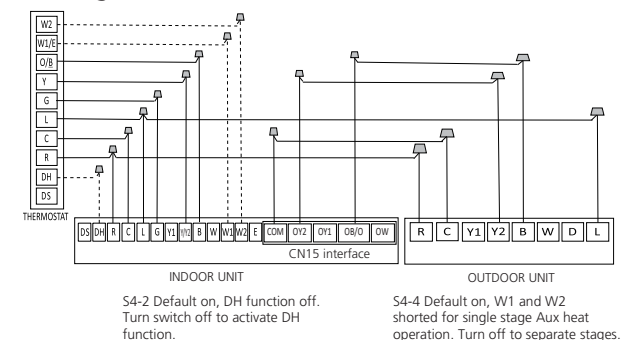 W2
W1/E
O/B
Y
G
L
C
R
DH
DS
THERMOSTAT
DS DH R C L G Y1 Y/Y2 B W W1 W2 E COM OY2 OY1 OB/O OW
CN15 interface
R C Y1 Y2 B W D L
INDOOR UNIT
OUTDOOR UNIT
S4-2 Default on, DH function off.
Turn switch off to activate DH
function.
S4-4 Default on, W1 and W2
shorted for single stage Aux heat
operation. Turn off to separate stages.